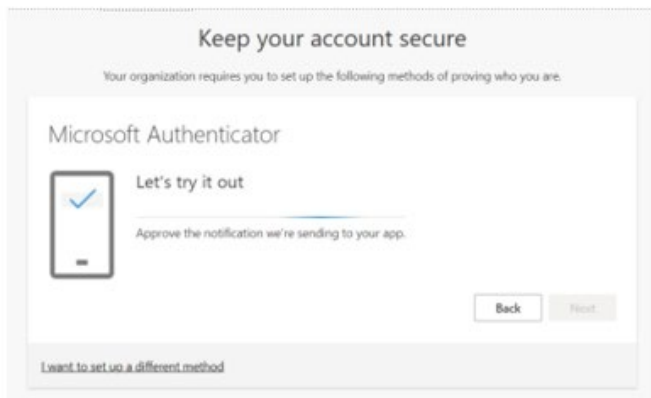 Keep your account secure
Your organization requires you to set up the following methods of proving who you are.
Microsoft Authenticator
Let's try it out
Approve the notification we're sending to your app.
Back
Next
I want to set up a different method